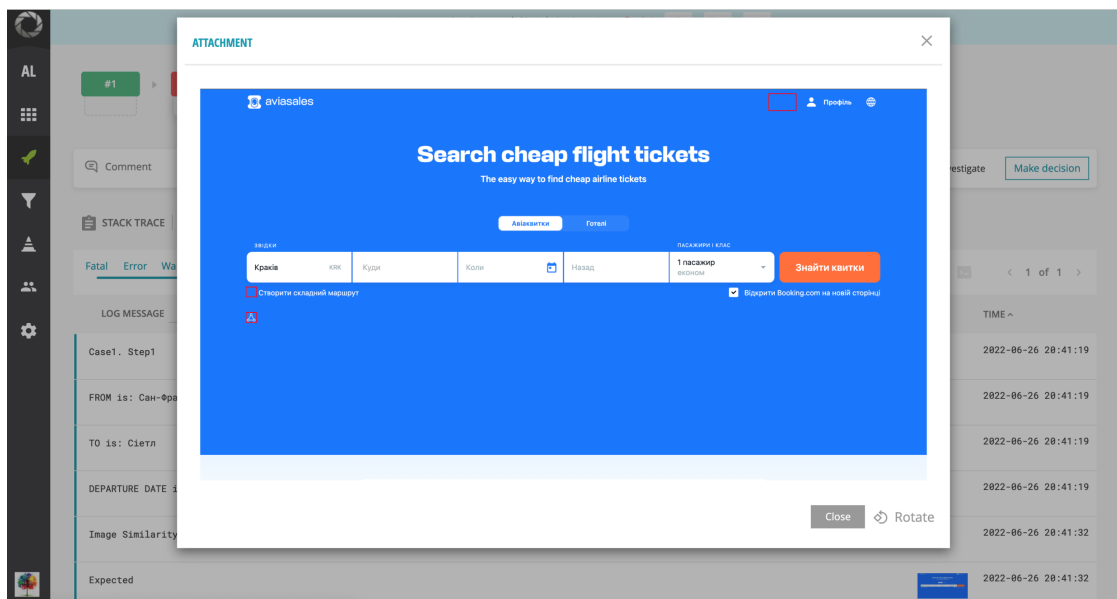 ATTACHMENT
AL
#1
aviasales
Профіль
Search cheap flight tickets
The easy way to find cheap airline tickets
Comment
Make decision
Авіаквитки
Готелі
STACK TRACE
ЗВІДКИ
ПАСАЖИРИ І КЛАС
Краків KRK
Куди
Коли
Назад
1 пасажир
економ
Знайти квитки
Fatal Error
1 of 1
Створити складний маршрут
Відкрити Booking.com на новій сторінці
LOG MESSAGE
TIME
Case1. Step1
2022-06-26 20:41:19
FROM is: Сан-Фра
2022-06-26 20:41:19
TO is: Сіетл
2022-06-26 20:41:19
DEPARTURE DATE i
2022-06-26 20:41:19
Close
Rotate
Image Similarity
2022-06-26 20:41:32
Expected
2022-06-26 20:41:32